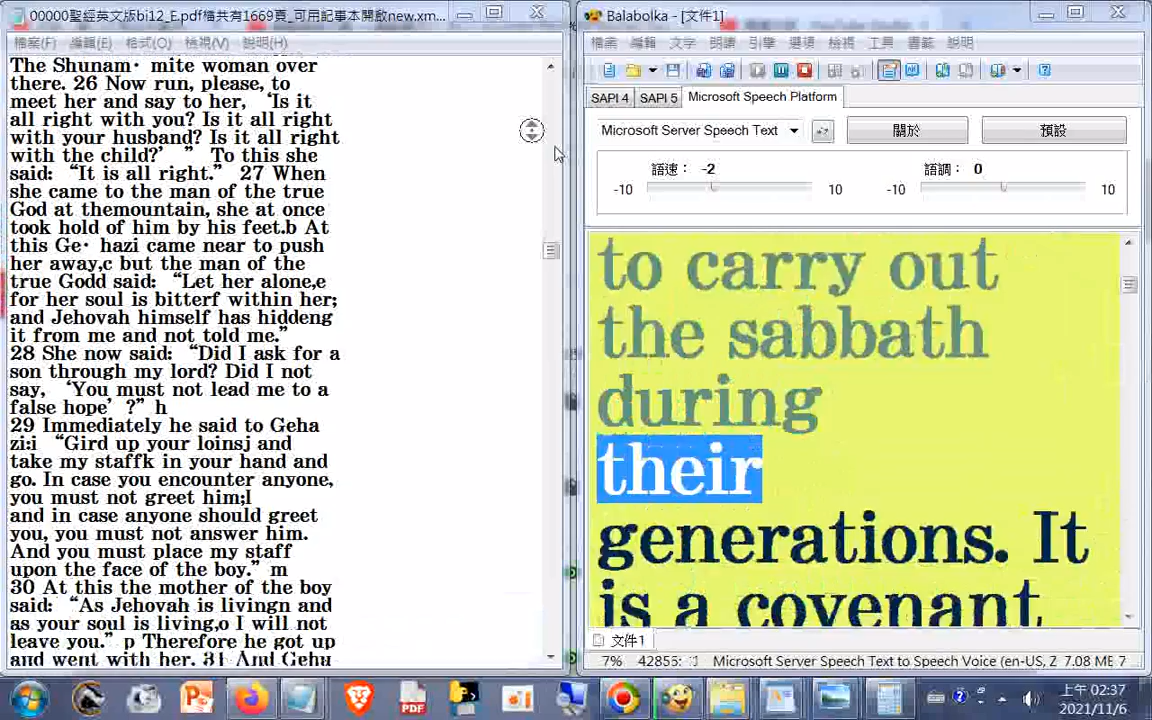 00000聖經英文版bi12_E.pdf檔共有1669頁_可用記事本開啟new.xm...
檔案(F) 編輯(E) 格式(O) 檢視(V) 說明(H)
The Shunam· mite woman over
there. 26 Now run, please, to
meet her and say to her, ‘Is it
all right with you? Is it all right
with your husband? Is it all right
with the child?’ ” To this she
said: “It is all right.” 27 When
she came to the man of the true
God at themountain, she at once
took hold of him by his feet.b At
this Ge· hazi came near to push
her away,c but the man of the
true Godd said: “Let her alone,e
for her soul is bitterf within her;
and Jehovah himself has hiddeng
it from me and not told me.”
28 She now said: “Did I ask for a
son through my lord? Did I not
say, ‘You must not lead me to a
false hope’ ?” h
29 Immediately he said to Geha
zi:i “Gird up your loinsj and
take my staffk in your hand and
go. In case you encounter anyone,
you must not greet him;l
and in case anyone should greet
you, you must not answer him.
And you must place my staff
upon the face of the boy.” m
30 At this the mother of the boy
said: “As Jehovah is livingn and
as your soul is living,o I will not
leave you.” p Therefore he got up
and went with her. 31 And Gehu
Balabolka - [文件1]
檔案 編輯 文字 朗讀 引擎 選項 檢視 工具 書籤 說明
SAPI 4 SAPI 5 Microsoft Speech Platform
Microsoft Server Speech Text 關於 預設
語速： -2 語調： 0
-10 10 -10 10
to carry out
the sabbath
during
their
generations. It
is a covenant
文件1
7% 42855: Microsoft Server Speech Text to Speech Voice (en-US, Z 7.08 ME 7
PDF
上午 02:37
2021/11/6